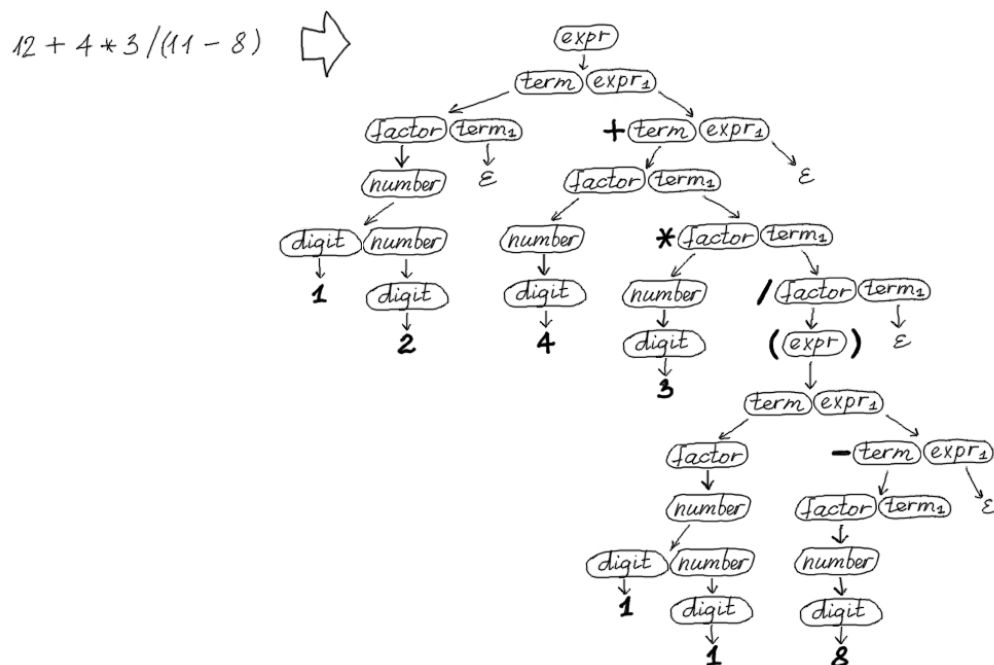 12 + 4 * 3 / (11 - 8)
expr
term expr₁
factor term₁ + term expr₁
number ε factor term₁ ε
digit number number * factor term₁
1 digit digit number / factor term₁
2 4 digit ( expr ) ε
3
term expr₁
factor - term expr₁
number factor term₁ ε
digit number number
1 digit digit
1 8